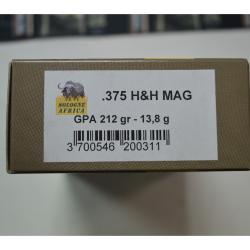 .375 H&H MAG
SOLOGNE
AFRICA
GPA 212 gr - 13,8 g
3 700546 200311